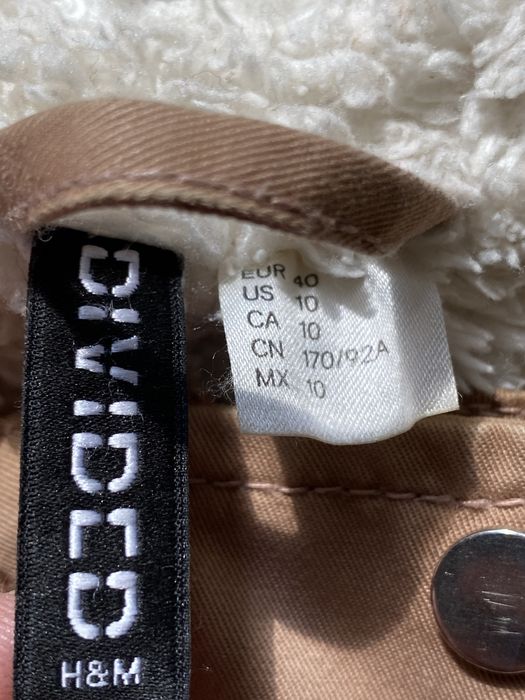 DIVIDED
H&M
EUR 40
US 10
CA 10
CN 170/92A
MX 10